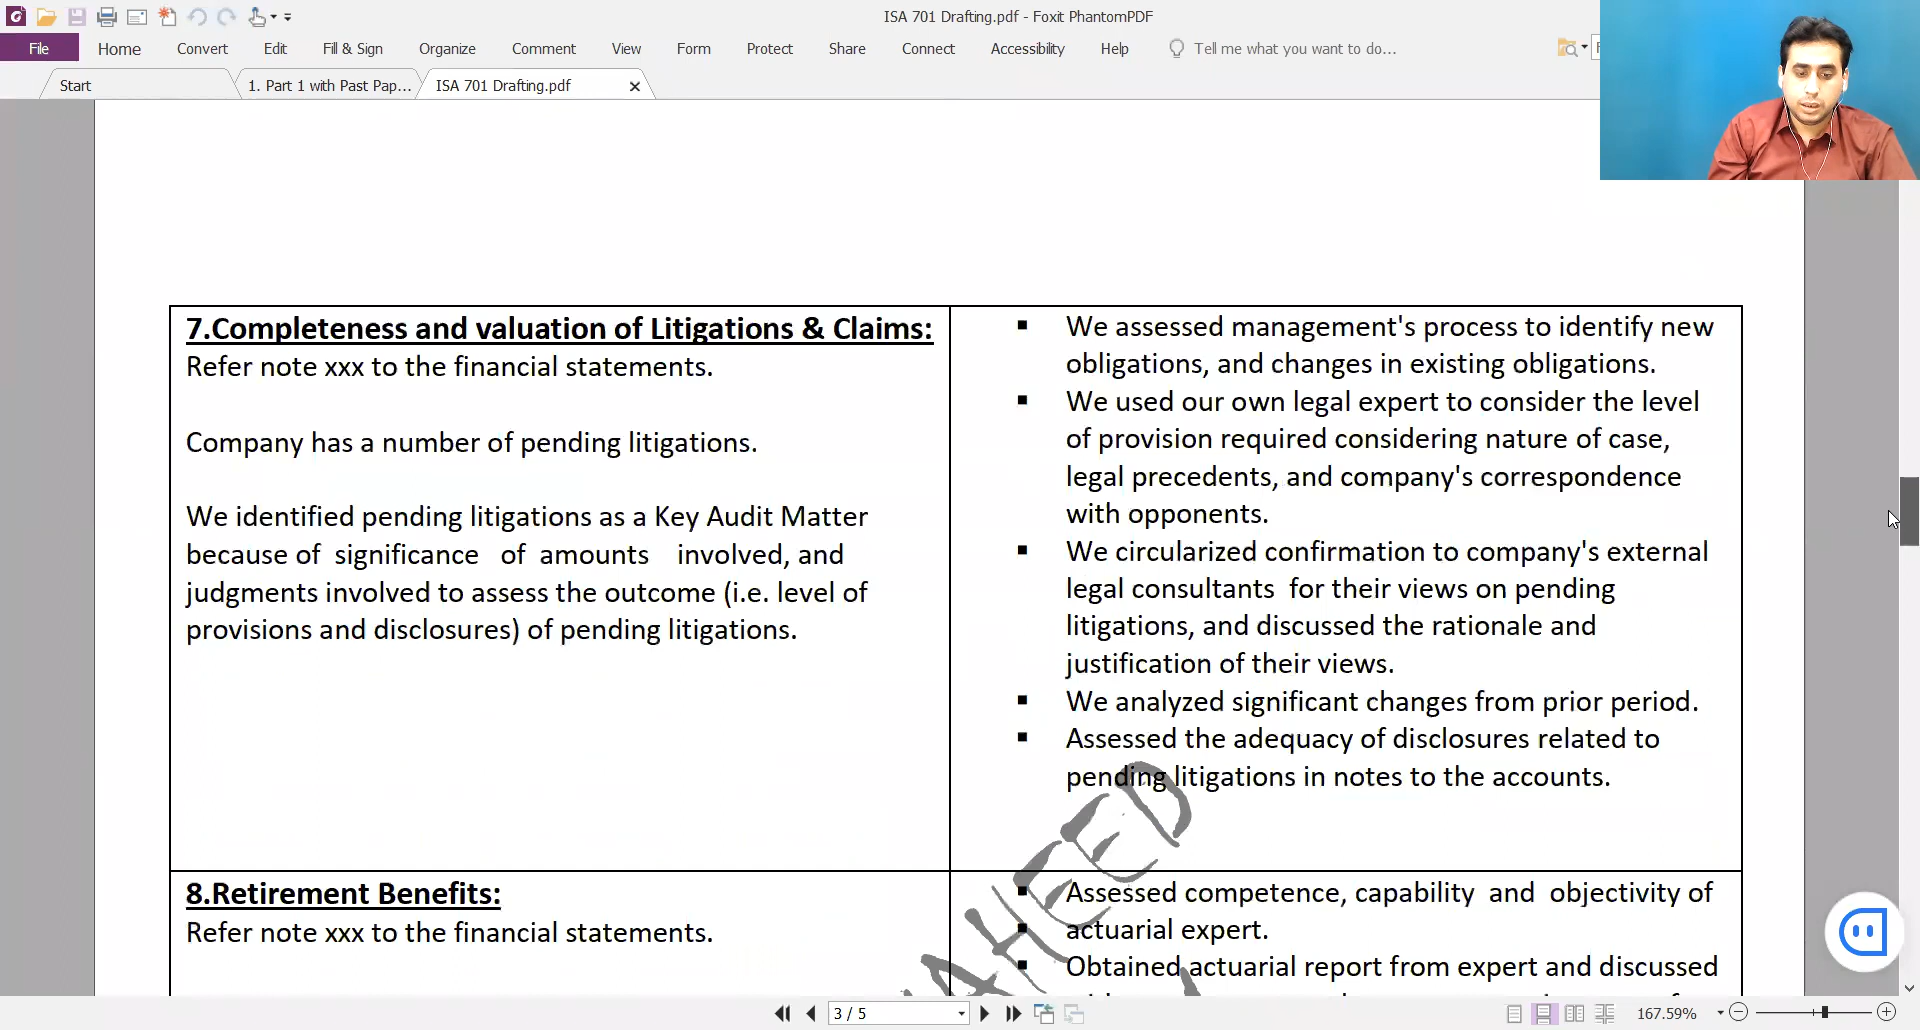 ISA 701 Drafting.pdf - Foxit PhantomPDF
File Home Convert Edit Fill & Sign Organize Comment View Form Protect Share Connect Accessibility Help Tell me what you want to do... F
Start 1. Part 1 with Past Pap... ISA 701 Drafting.pdf
7.Completeness and valuation of Litigations & Claims:
Refer note xxx to the financial statements.
Company has a number of pending litigations.
We identified pending litigations as a Key Audit Matter
because of significance of amounts involved, and
judgments involved to assess the outcome (i.e. level of
provisions and disclosures) of pending litigations.
▪ We assessed management's process to identify new
obligations, and changes in existing obligations.
▪ We used our own legal expert to consider the level
of provision required considering nature of case,
legal precedents, and company's correspondence
with opponents.
▪ We circularized confirmation to company's external
legal consultants for their views on pending
litigations, and discussed the rationale and
justification of their views.
▪ We analyzed significant changes from prior period.
▪ Assessed the adequacy of disclosures related to
pending litigations in notes to the accounts.
8.Retirement Benefits:
Refer note xxx to the financial statements.
▪ Assessed competence, capability and objectivity of
▪ actuarial expert.
▪ Obtained actuarial report from expert and discussed
AHEED
3 / 5
167.59%